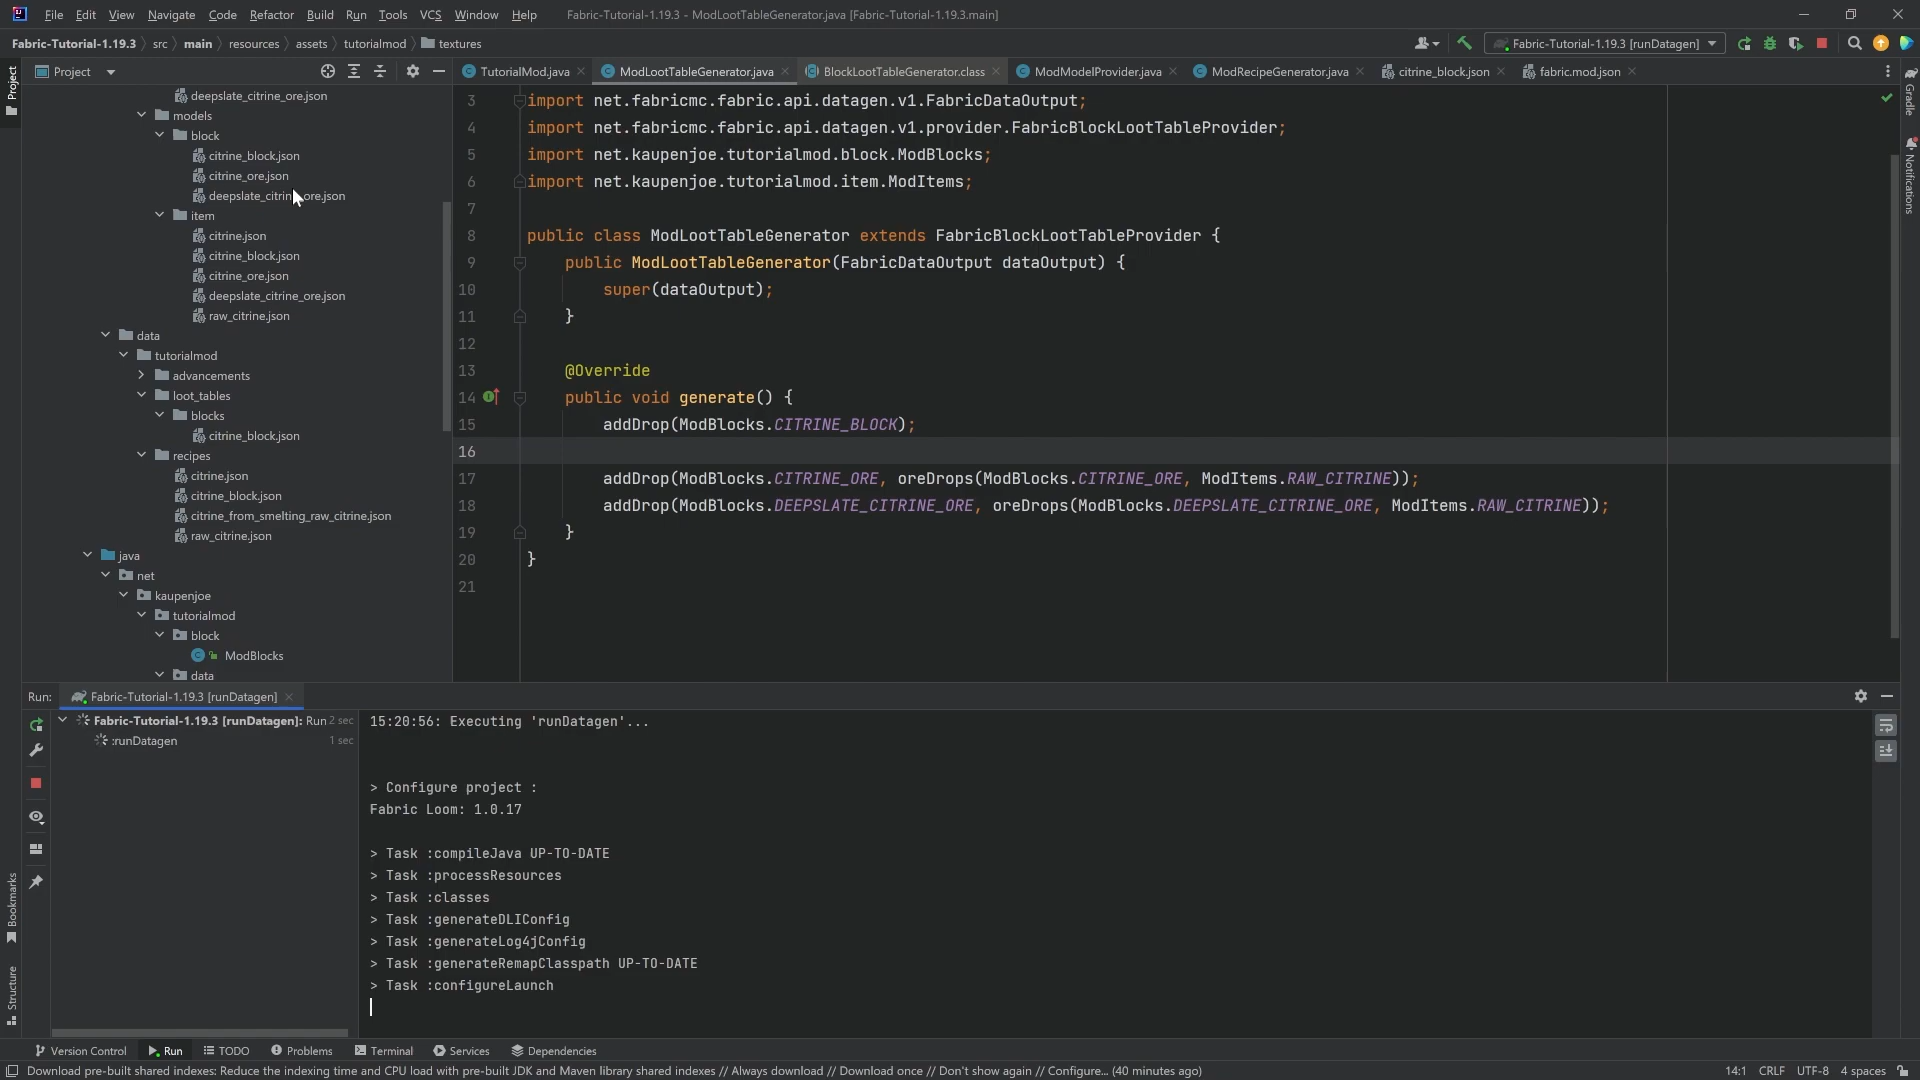 File Edit View Navigate Code Refactor Build Run Tools VCS Window Help Fabric-Tutorial-1.19.3 - ModLootTableGenerator.java [Fabric-Tutorial-1.19.3.main]
Fabric-Tutorial-1.19.3 src main resources assets tutorialmod textures Fabric-Tutorial-1.19.3 [runDatagen]
Project
TutorialMod.java ModLootTableGenerator.java BlockLootTableGenerator.class ModModelProvider.java ModRecipeGenerator.java citrine_block.json fabric.mod.json
Project
Gradle
Notifications
deepslate_citrine_ore.json
models
block
citrine_block.json
citrine_ore.json
deepslate_citrine_ore.json
item
citrine.json
citrine_block.json
citrine_ore.json
deepslate_citrine_ore.json
raw_citrine.json
data
tutorialmod
advancements
loot_tables
blocks
citrine_block.json
recipes
citrine.json
citrine_block.json
citrine_from_smelting_raw_citrine.json
raw_citrine.json
java
net
kaupenjoe
tutorialmod
block
ModBlocks
data
3 import net.fabricmc.fabric.api.datagen.v1.FabricDataOutput;
4 import net.fabricmc.fabric.api.datagen.v1.provider.FabricBlockLootTableProvider;
5 import net.kaupenjoe.tutorialmod.block.ModBlocks;
6 import net.kaupenjoe.tutorialmod.item.ModItems;
7
8 public class ModLootTableGenerator extends FabricBlockLootTableProvider {
9 public ModLootTableGenerator(FabricDataOutput dataOutput) {
10 super(dataOutput);
11 }
12
13 @Override
14 public void generate() {
15 addDrop(ModBlocks.CITRINE_BLOCK);
16
17 addDrop(ModBlocks.CITRINE_ORE, oreDrops(ModBlocks.CITRINE_ORE, ModItems.RAW_CITRINE));
18 addDrop(ModBlocks.DEEPSLATE_CITRINE_ORE, oreDrops(ModBlocks.DEEPSLATE_CITRINE_ORE, ModItems.RAW_CITRINE));
19 }
20 }
21
Run: Fabric-Tutorial-1.19.3 [runDatagen]
Fabric-Tutorial-1.19.3 [runDatagen]: Run 2 sec
:runDatagen 1 sec
15:20:56: Executing 'runDatagen'...
> Configure project :
Fabric Loom: 1.0.17
> Task :compileJava UP-TO-DATE
> Task :processResources
> Task :classes
> Task :generateDLIConfig
> Task :generateLog4jConfig
> Task :generateRemapClasspath UP-TO-DATE
> Task :configureLaunch
Bookmarks
Structure
Version Control Run TODO Problems Terminal Services Dependencies
Download pre-built shared indexes: Reduce the indexing time and CPU load with pre-built JDK and Maven library shared indexes // Always download // Download once // Don't show again // Configure... (40 minutes ago) 14:1 CRLF UTF-8 4 spaces